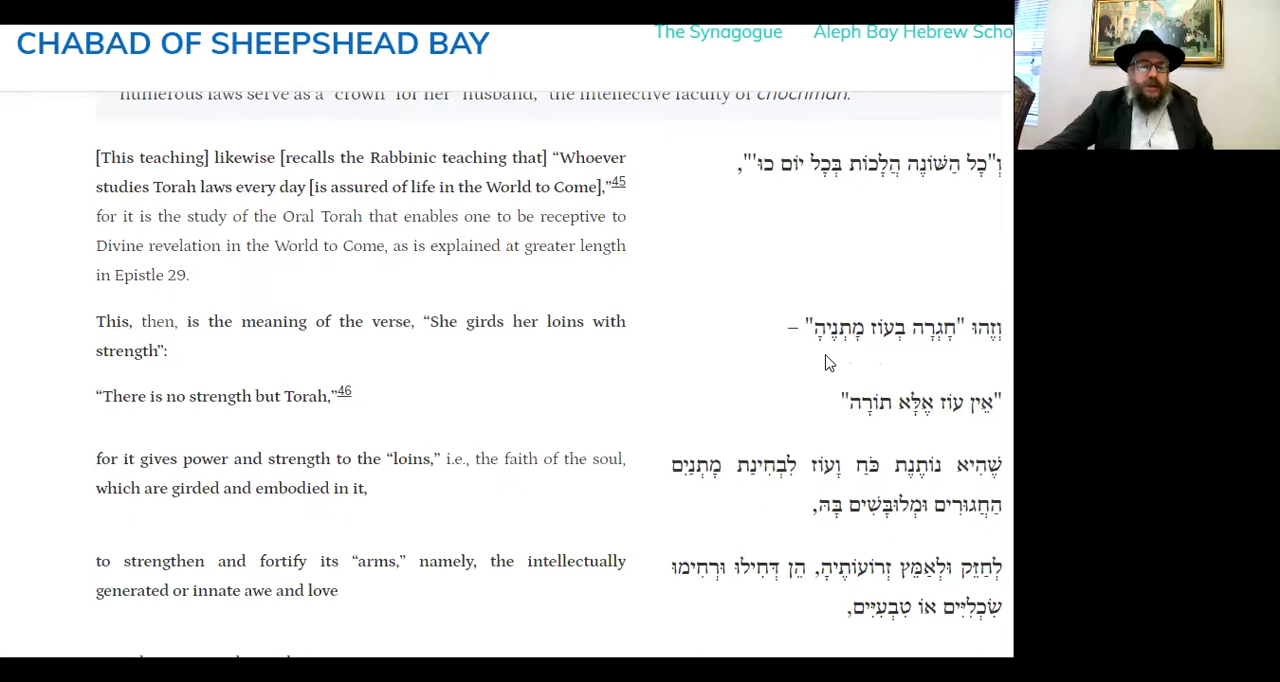 CHABAD OF SHEEPSHEAD BAY
The Synagogue Aleph Bay Hebrew Scho
numerous laws serve as a "crown" for her "husband," the intellective faculty of chochmah.
[This teaching] likewise [recalls the Rabbinic teaching that] “Whoever
studies Torah laws every day [is assured of life in the World to Come],”45
for it is the study of the Oral Torah that enables one to be receptive to
Divine revelation in the World to Come, as is explained at greater length
in Epistle 29.
וְ"כָל הַשּׁוֹנֶה הֲלָכוֹת בְּכָל יוֹם כוּ'",
This, then, is the meaning of the verse, “She girds her loins with
strength”:
וְזֶהוּ "חָגְרָה בְעוֹז מָתְנֶיהָ" –
“There is no strength but Torah,”46
"אֵין עוֹז אֶלָּא תוֹרָה"
for it gives power and strength to the “loins,” i.e., the faith of the soul,
which are girded and embodied in it,
שֶׁהִיא נוֹתֶנֶת כֹּחַ וָעוֹז לִבְחִינַת מָתְנַיִם
הַחֲגוּרִים וּמְלוּבָּשִׁים בָּהּ,
to strengthen and fortify its “arms,” namely, the intellectually
generated or innate awe and love
לְחַזֵּק וּלְאַמֵּץ זְרוֹעוֹתֶיהָ, הֵן דְּחִילוּ וּרְחִימוּ
שִׂכְלִיִּים אוֹ טִבְעִיִּים,